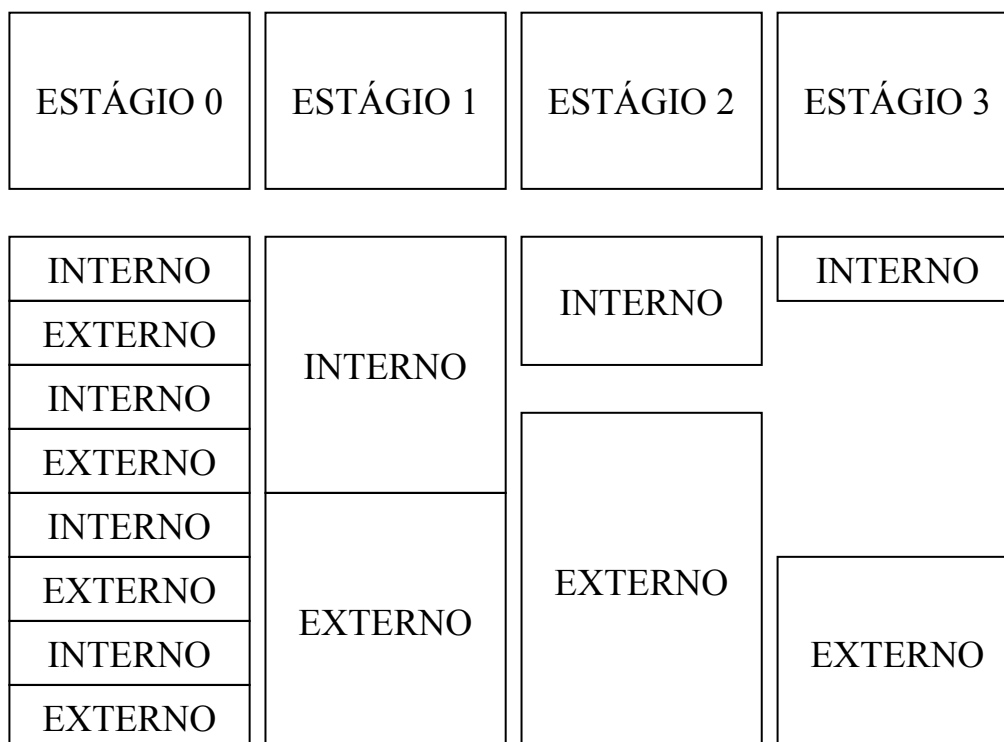 ESTÁGIO 0
ESTÁGIO 1
ESTÁGIO 2
ESTÁGIO 3
INTERNO
EXTERNO
INTERNO
EXTERNO
INTERNO
EXTERNO
INTERNO
EXTERNO
INTERNO
EXTERNO
INTERNO
EXTERNO
INTERNO
EXTERNO